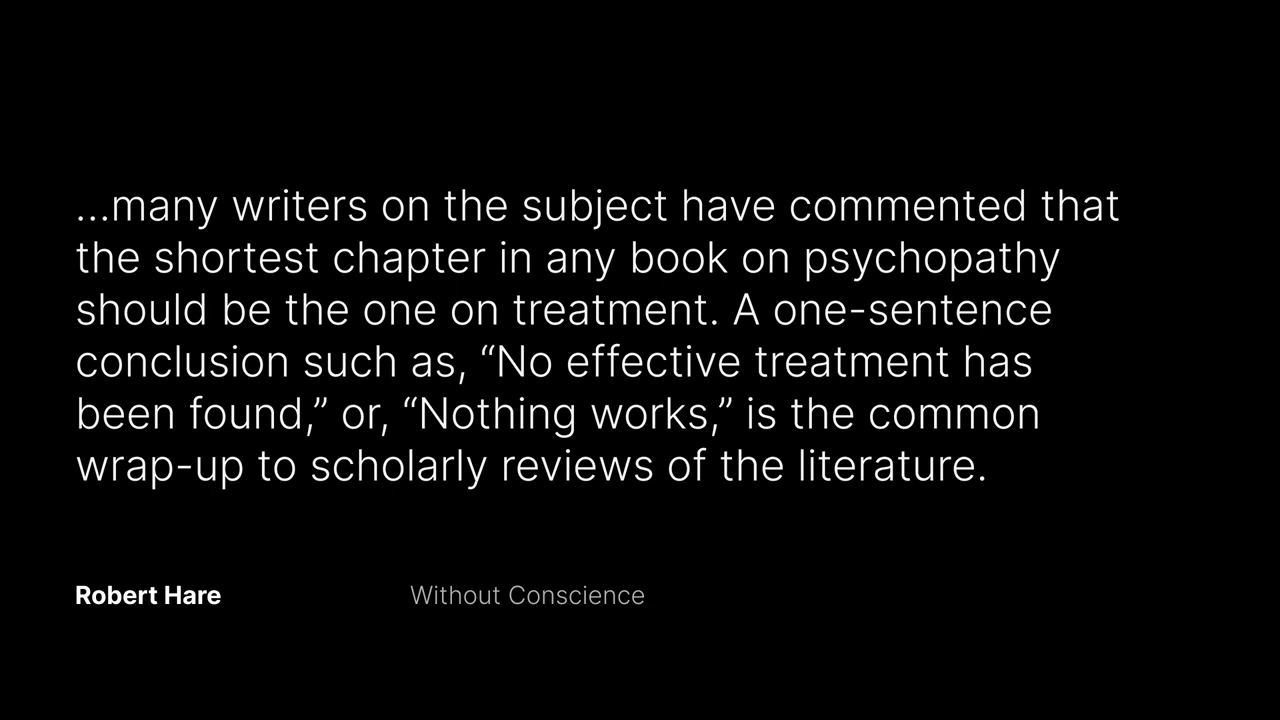 ...many writers on the subject have commented that
the shortest chapter in any book on psychopathy
should be the one on treatment. A one-sentence
conclusion such as, “No effective treatment has
been found,” or, “Nothing works,” is the common
wrap-up to scholarly reviews of the literature.
Robert Hare Without Conscience